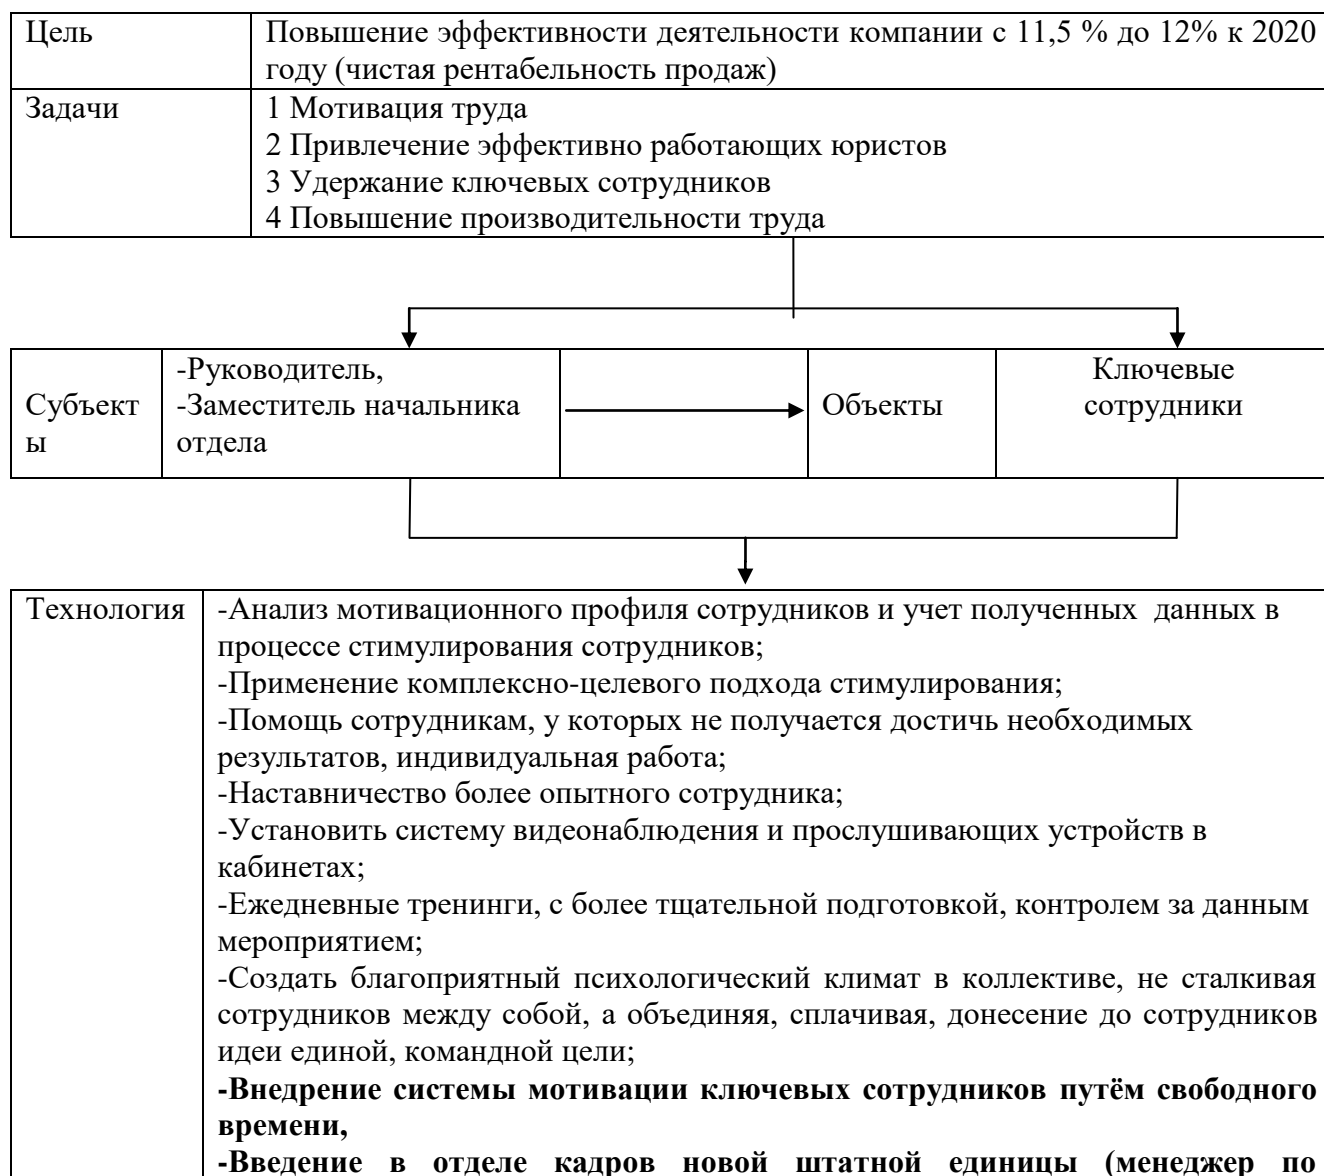 Цель
Повышение эффективности деятельности компании с 11,5 % до 12% к 2020
году (чистая рентабельность продаж)
Задачи
1 Мотивация труда
2 Привлечение эффективно работающих юристов
3 Удержание ключевых сотрудников
4 Повышение производительности труда
Субъект
ы
-Руководитель,
-Заместитель начальника
отдела
Объекты
Ключевые
сотрудники
Технология
-Анализ мотивационного профиля сотрудников и учет полученных данных в
процессе стимулирования сотрудников;
-Применение комплексно-целевого подхода стимулирования;
-Помощь сотрудникам, у которых не получается достичь необходимых
результатов, индивидуальная работа;
-Наставничество более опытного сотрудника;
-Установить систему видеонаблюдения и прослушивающих устройств в
кабинетах;
-Ежедневные тренинги, с более тщательной подготовкой, контролем за данным
мероприятием;
-Создать благоприятный психологический климат в коллективе, не сталкивая
сотрудников между собой, а объединяя, сплачивая, донесение до сотрудников
идеи единой, командной цели;
-Внедрение системы мотивации ключевых сотрудников путём свободного
времени,
-Введение в отделе кадров новой штатной единицы (менеджер по